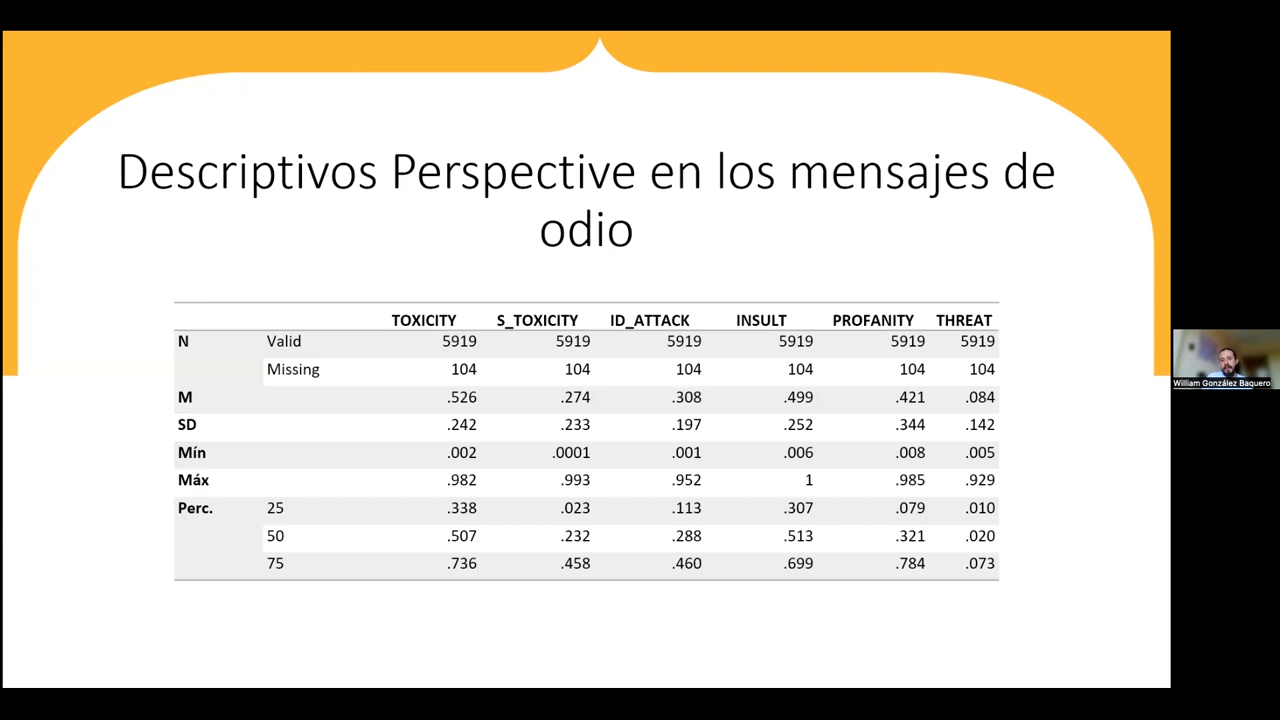 Descriptivos Perspective en los mensajes de
odio
TOXICITY S_TOXICITY ID_ATTACK INSULT PROFANITY THREAT
N Valid 5919 5919 5919 5919 5919 5919
Missing 104 104 104 104 104 104
M .526 .274 .308 .499 .421 .084
SD .242 .233 .197 .252 .344 .142
Mín .002 .0001 .001 .006 .008 .005
Máx .982 .993 .952 1 .985 .929
Perc. 25 .338 .023 .113 .307 .079 .010
50 .507 .232 .288 .513 .321 .020
75 .736 .458 .460 .699 .784 .073
William González Baquero